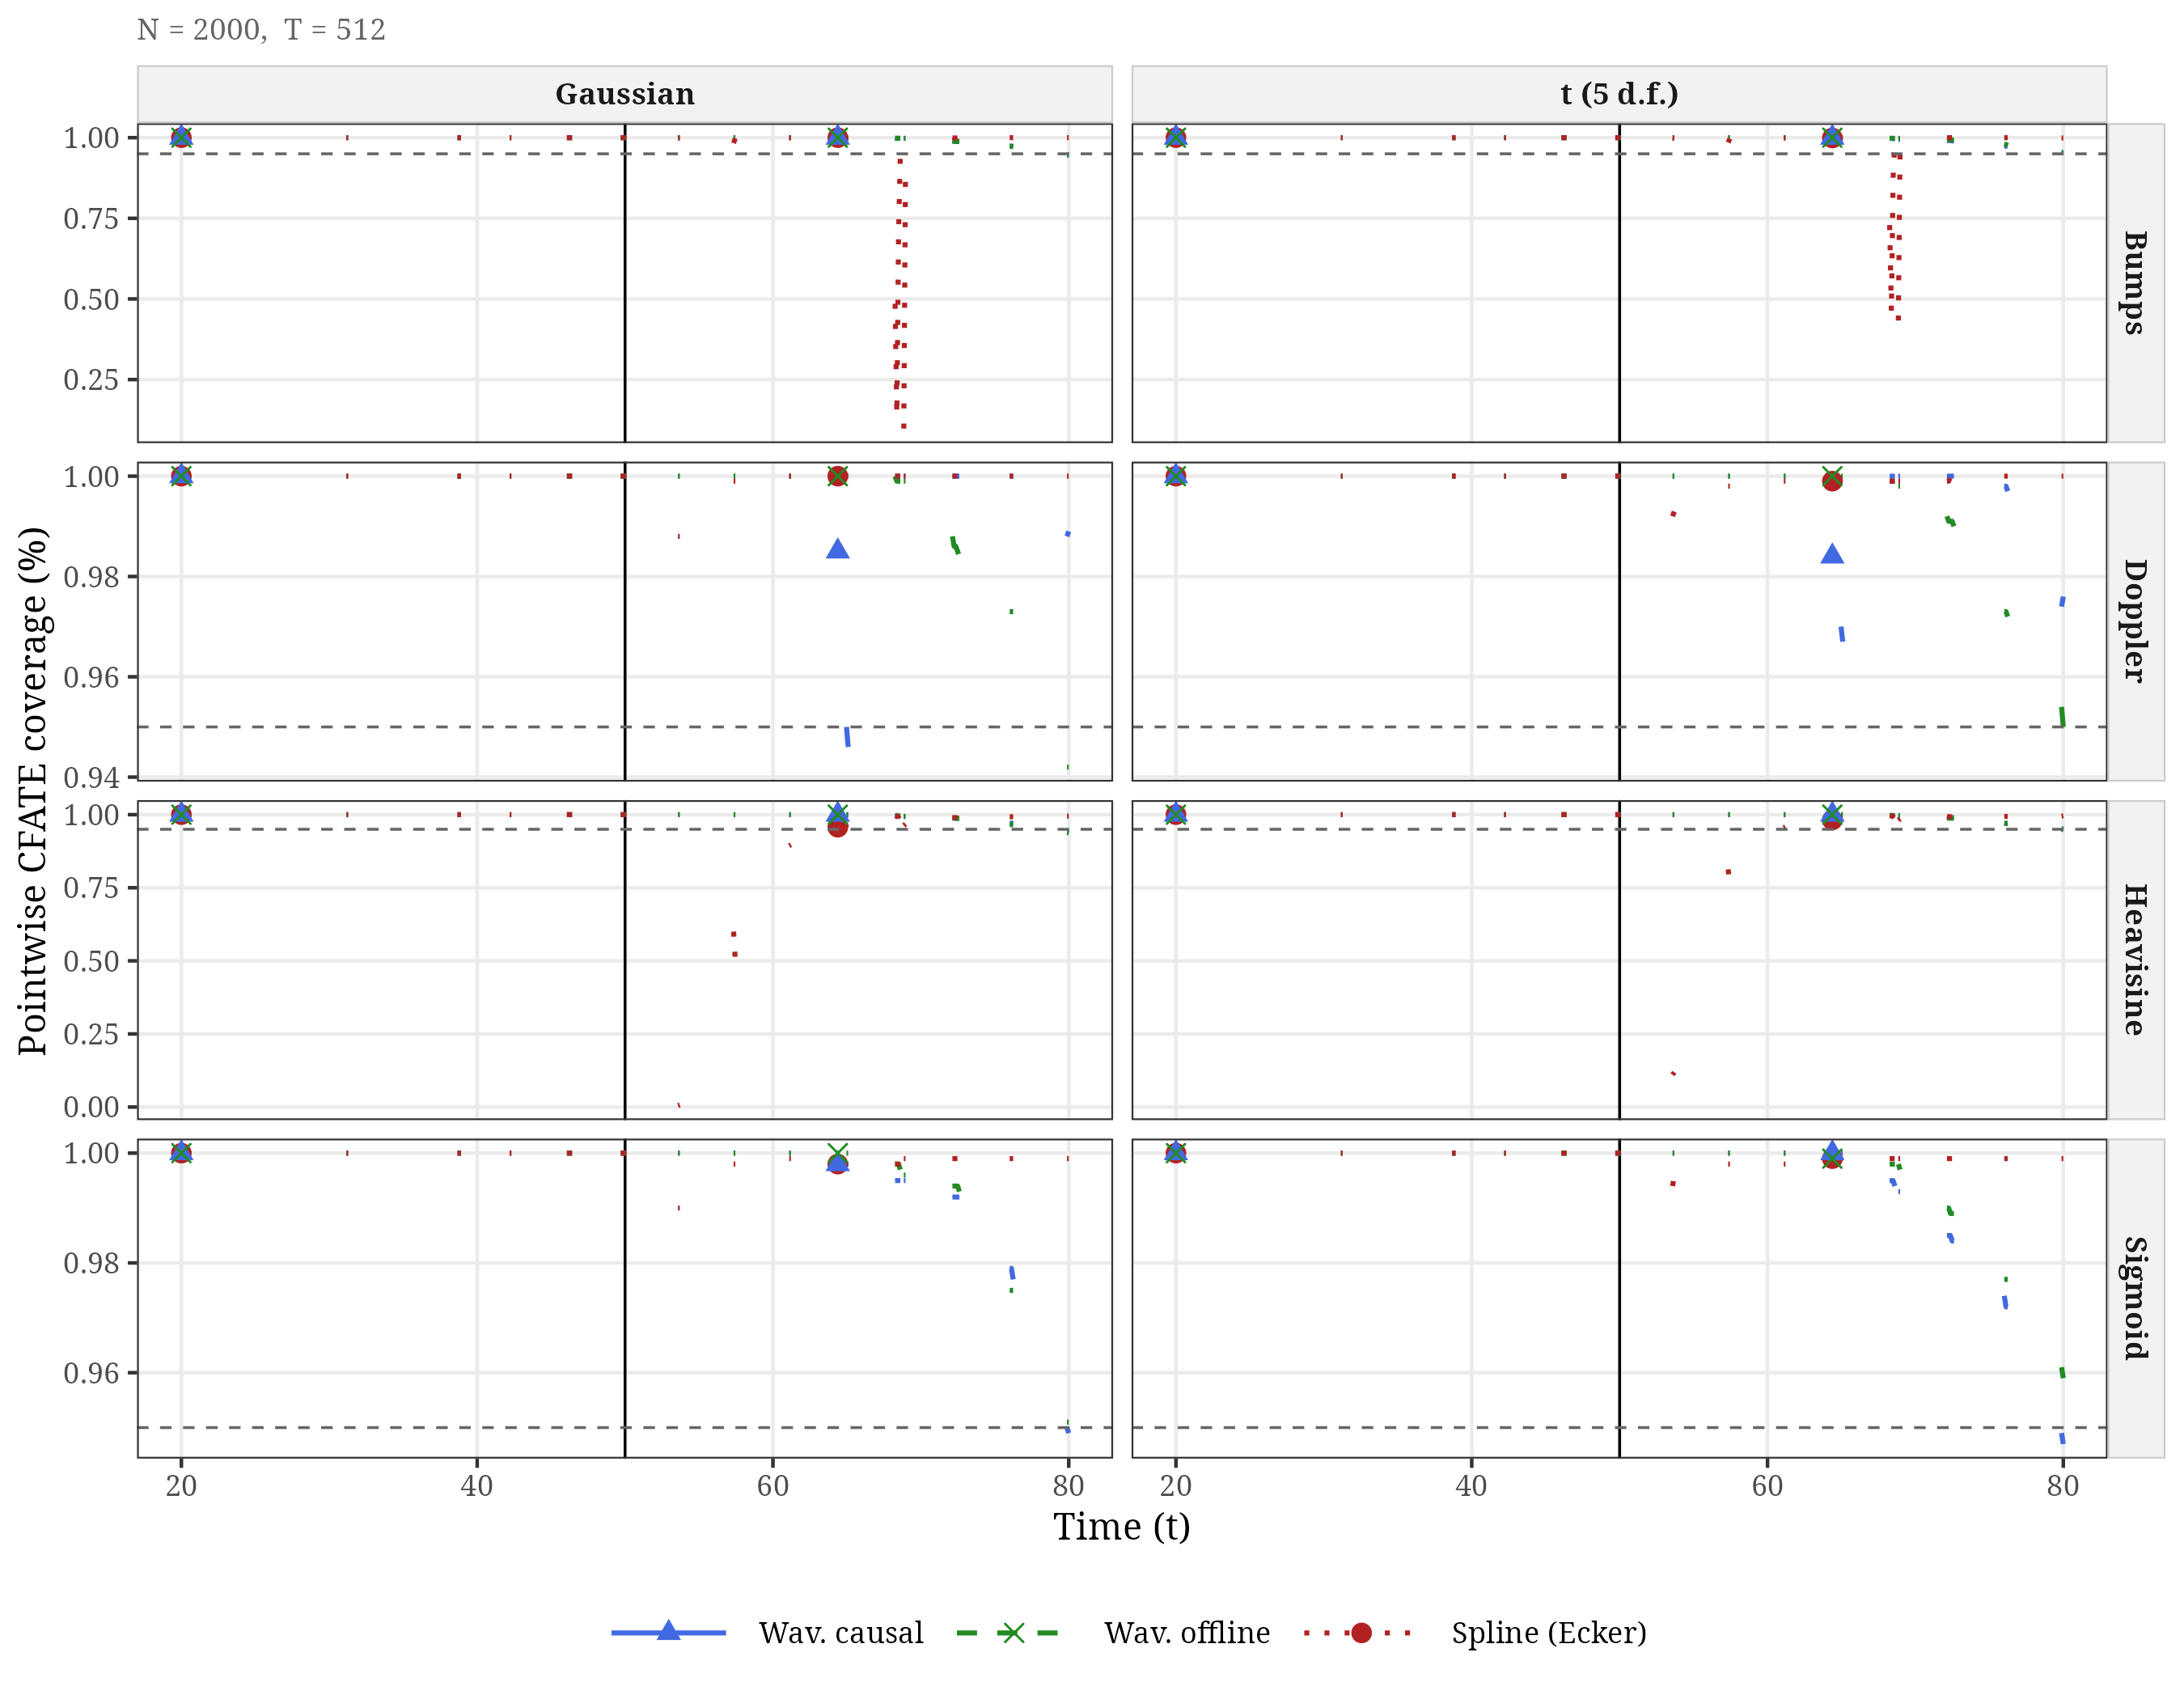 N = 2000, T = 512
Gaussian
t (5 d.f.)
Pointwise CFATE coverage (%)
1.00
0.75
0.50
0.25
Bumps
1.00
0.98
0.96
0.94
Doppler
1.00
0.75
0.50
0.25
0.00
Heavisine
1.00
0.98
0.96
Sigmoid
20 40 60 80 20 40 60 80
Time (t)
Wav. causal Wav. offline Spline (Ecker)